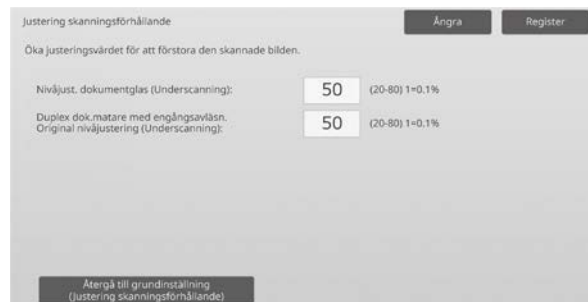 Justering skanningsförhållande
Ångra
Register
Öka justeringsvärdet för att förstora den skannade bilden.
Nivåjust. dokumentglas (Underscanning):
50
(20-80) 1=0.1%
Duplex dok.matare med engångsavläsn.
Original nivåjustering (Underscanning):
50
(20-80) 1=0.1%
Återgå till grundinställning
(Justering skanningsförhållande)